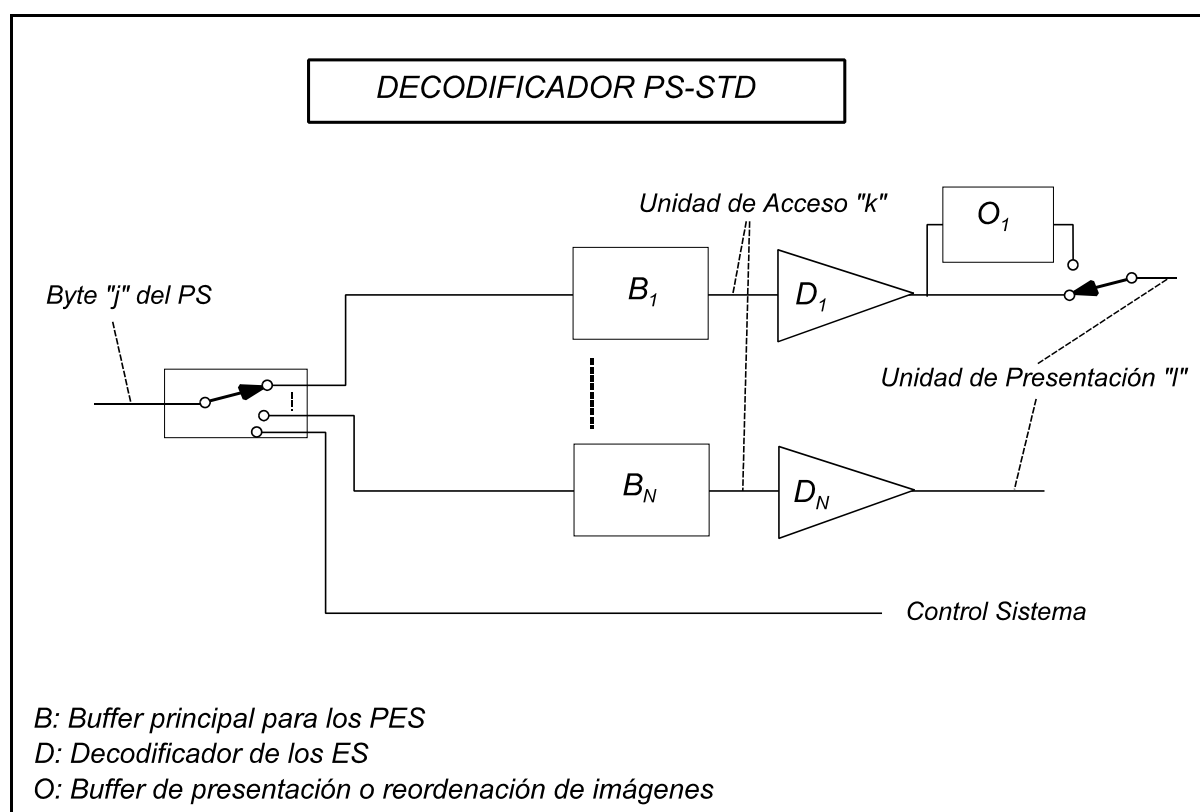 DECODIFICADOR PS-STD
Unidad de Acceso "k"
O1
B1
D1
Byte "j" del PS
Unidad de Presentación "l"
BN
DN
Control Sistema
B: Buffer principal para los PES
D: Decodificador de los ES
O: Buffer de presentación o reordenación de imágenes